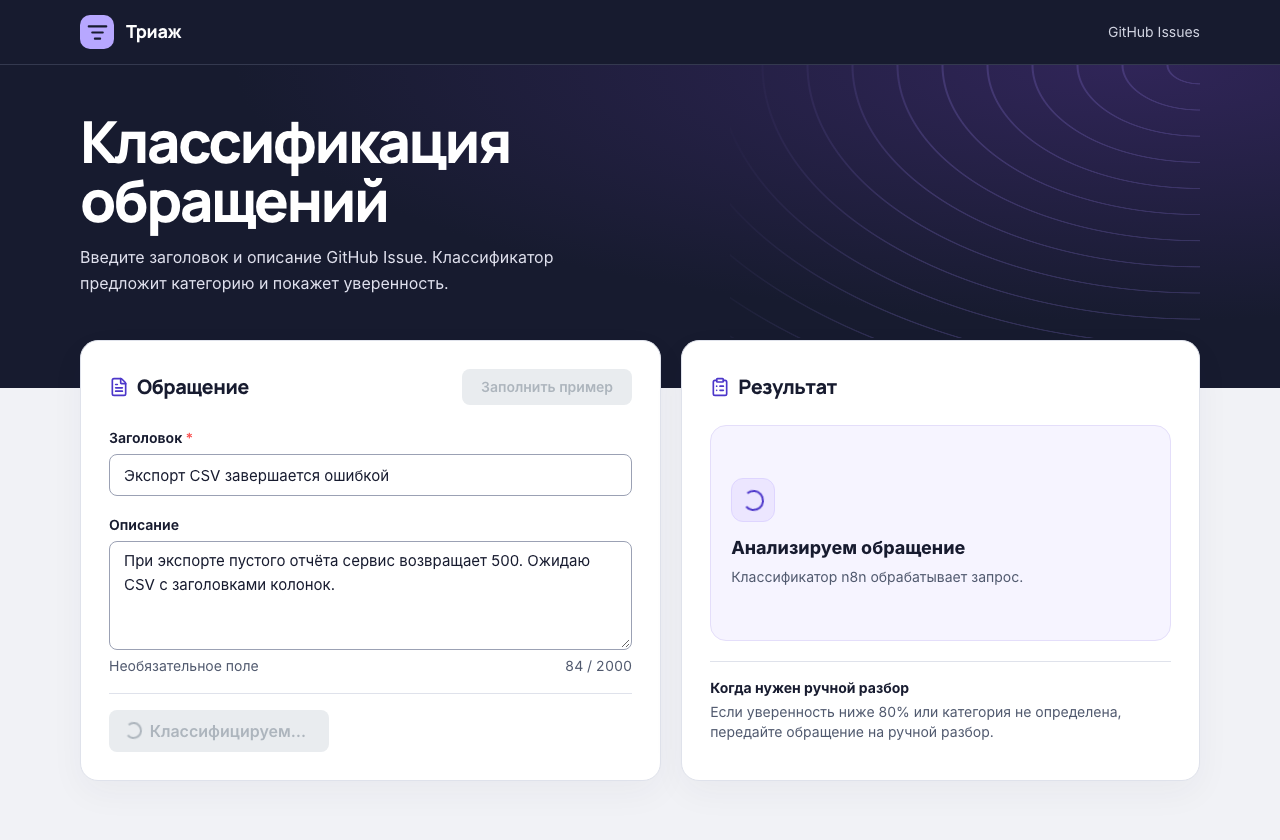 Триаж
GitHub Issues
Классификация
обращений
Введите заголовок и описание GitHub Issue. Классификатор
предложит категорию и покажет уверенность.
Обращение
Заполнить пример
Заголовок *
Экспорт CSV завершается ошибкой
Описание
При экспорте пустого отчёта сервис возвращает 500. Ожидаю
CSV с заголовками колонок.
Необязательное поле
84 / 2000
Классифицируем...
Результат
Анализируем обращение
Классификатор n8n обрабатывает запрос.
Когда нужен ручной разбор
Если уверенность ниже 80% или категория не определена,
передайте обращение на ручной разбор.